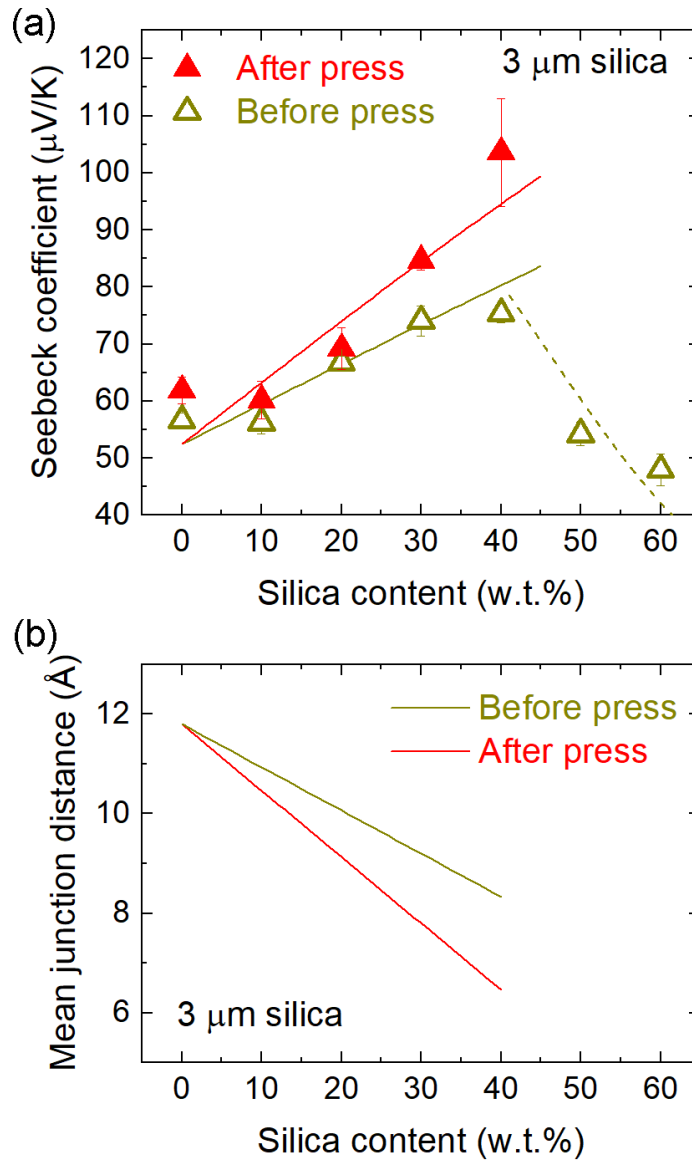 (a)
120
110
100
90
80
70
60
50
40
Seebeck coefficient (μV/K)
After press
Before press
3 μm silica
0 10 20 30 40 50 60
Silica content (w.t.%)
(b)
12
10
8
6
Mean junction distance (Å)
Before press
After press
3 μm silica
0 10 20 30 40 50 60
Silica content (w.t.%)